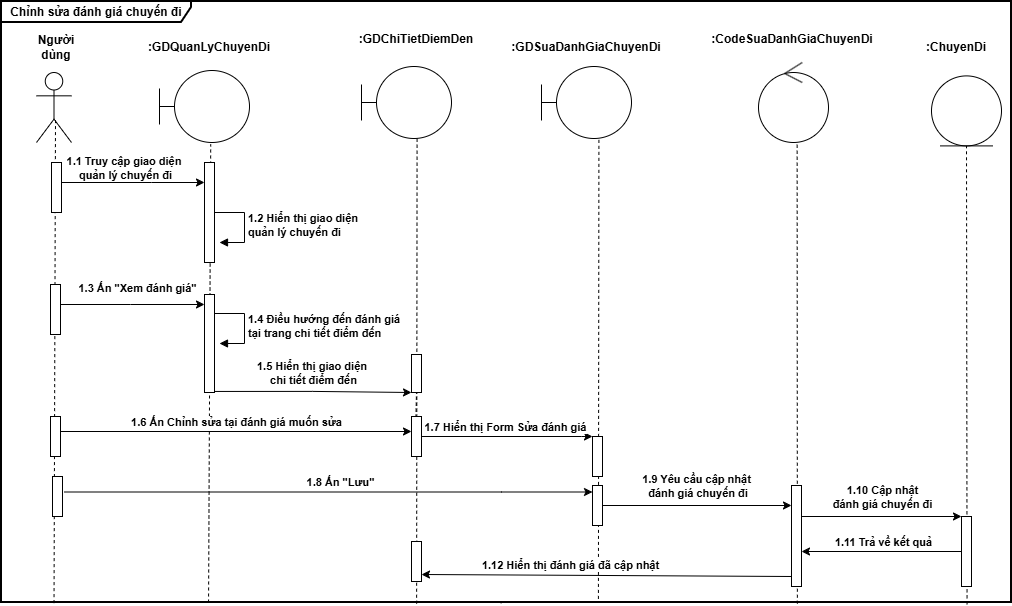 Chỉnh sửa đánh giá chuyến đi
Người
dùng
:GDQuanLyChuyenDi
:GDChiTietDiemDen
:GDSuaDanhGiaChuyenDi
:CodeSuaDanhGiaChuyenDi
:ChuyenDi
1.1 Truy cập giao diện
quản lý chuyến đi
1.2 Hiển thị giao diện
quản lý chuyến đi
1.3 Ấn "Xem đánh giá"
1.4 Điều hướng đến đánh giá
tại trang chi tiết điểm đến
1.5 Hiển thị giao diện
chi tiết điểm đến
1.6 Ấn Chỉnh sửa tại đánh giá muốn sửa
1.7 Hiển thị Form Sửa đánh giá
1.8 Ấn "Lưu"
1.9 Yêu cầu cập nhật
đánh giá chuyến đi
1.10 Cập nhật
đánh giá chuyến đi
1.11 Trả về kết quả
1.12 Hiển thị đánh giá đã cập nhật